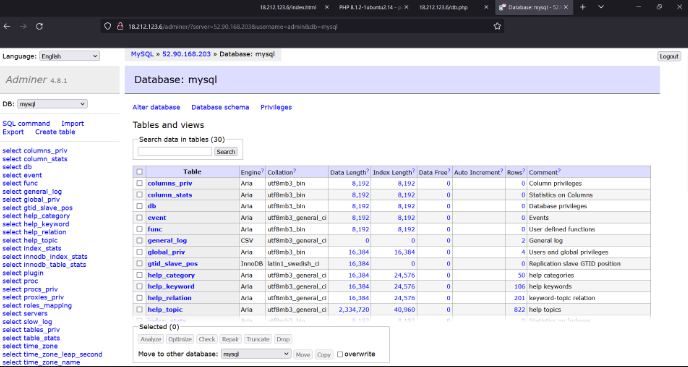 18.212.123.6/index.html
PHP 8.1.2-1ubuntu2.14 – p
18.212.123.6/db.php
Database: mysql - 52.90
18.212.123.6/adminer/?server=52.90.168.203&username=admin&db=mysql
Language: English
MySQL » 52.90.168.203 » Database: mysql
Logout
Adminer 4.8.1
Database: mysql
DB: mysql
Alter database Database schema Privileges
SQL command Import
Export Create table
Tables and views
Search data in tables (30)
Search
select columns_priv
select column_stats
select db
select event
select func
select general_log
select global_priv
select gtid_slave_pos
select help_category
select help_keyword
select help_relation
select help_topic
select index_stats
select innodb_index_stats
select innodb_table_stats
select plugin
select proc
select procs_priv
select proxies_priv
select roles_mapping
select servers
select slow_log
select tables_priv
select table_stats
select time_zone
select time_zone_leap_second
select time_zone_name
Table Engine? Collation? Data Length? Index Length? Data Free? Auto Increment? Rows? Comment?
columns_priv Aria utf8mb3_bin 8,192 8,192 0 0 Column privileges
column_stats Aria utf8mb3_bin 8,192 8,192 0 0 Statistics on Columns
db Aria utf8mb3_bin 8,192 8,192 0 0 Database privileges
event Aria utf8mb3_general_ci 8,192 8,192 0 0 Events
func Aria utf8mb3_bin 8,192 8,192 0 0 User defined functions
general_log CSV utf8mb3_general_ci 0 0 0 2 General log
global_priv Aria utf8mb3_bin 16,384 16,384 0 4 Users and global privileges
gtid_slave_pos InnoDB latin1_swedish_ci 16,384 0 0 0 Replication slave GTID position
help_category Aria utf8mb3_general_ci 16,384 24,576 0 50 help categories
help_keyword Aria utf8mb3_general_ci 16,384 24,576 0 106 help keywords
help_relation Aria utf8mb3_general_ci 16,384 24,576 0 201 keyword-topic relation
help_topic Aria utf8mb3_general_ci 2,334,720 40,960 0 822 help topics
Selected (0)
Analyze Optimize Check Repair Truncate Drop
Move to other database: mysql Move Copy overwrite